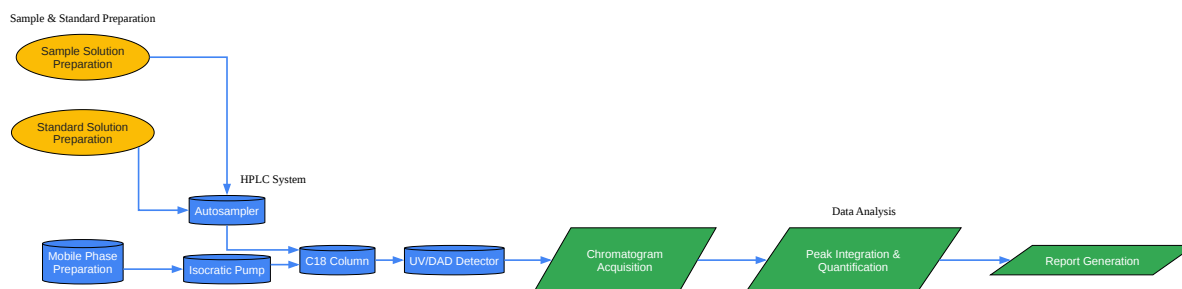 Sample & Standard Preparation
Sample Solution
Preparation
Standard Solution
Preparation
HPLC System
Autosampler
Mobile Phase
Preparation
Isocratic Pump
C18 Column
UV/DAD Detector
Chromatogram
Acquisition
Data Analysis
Peak Integration &
Quantification
Report Generation